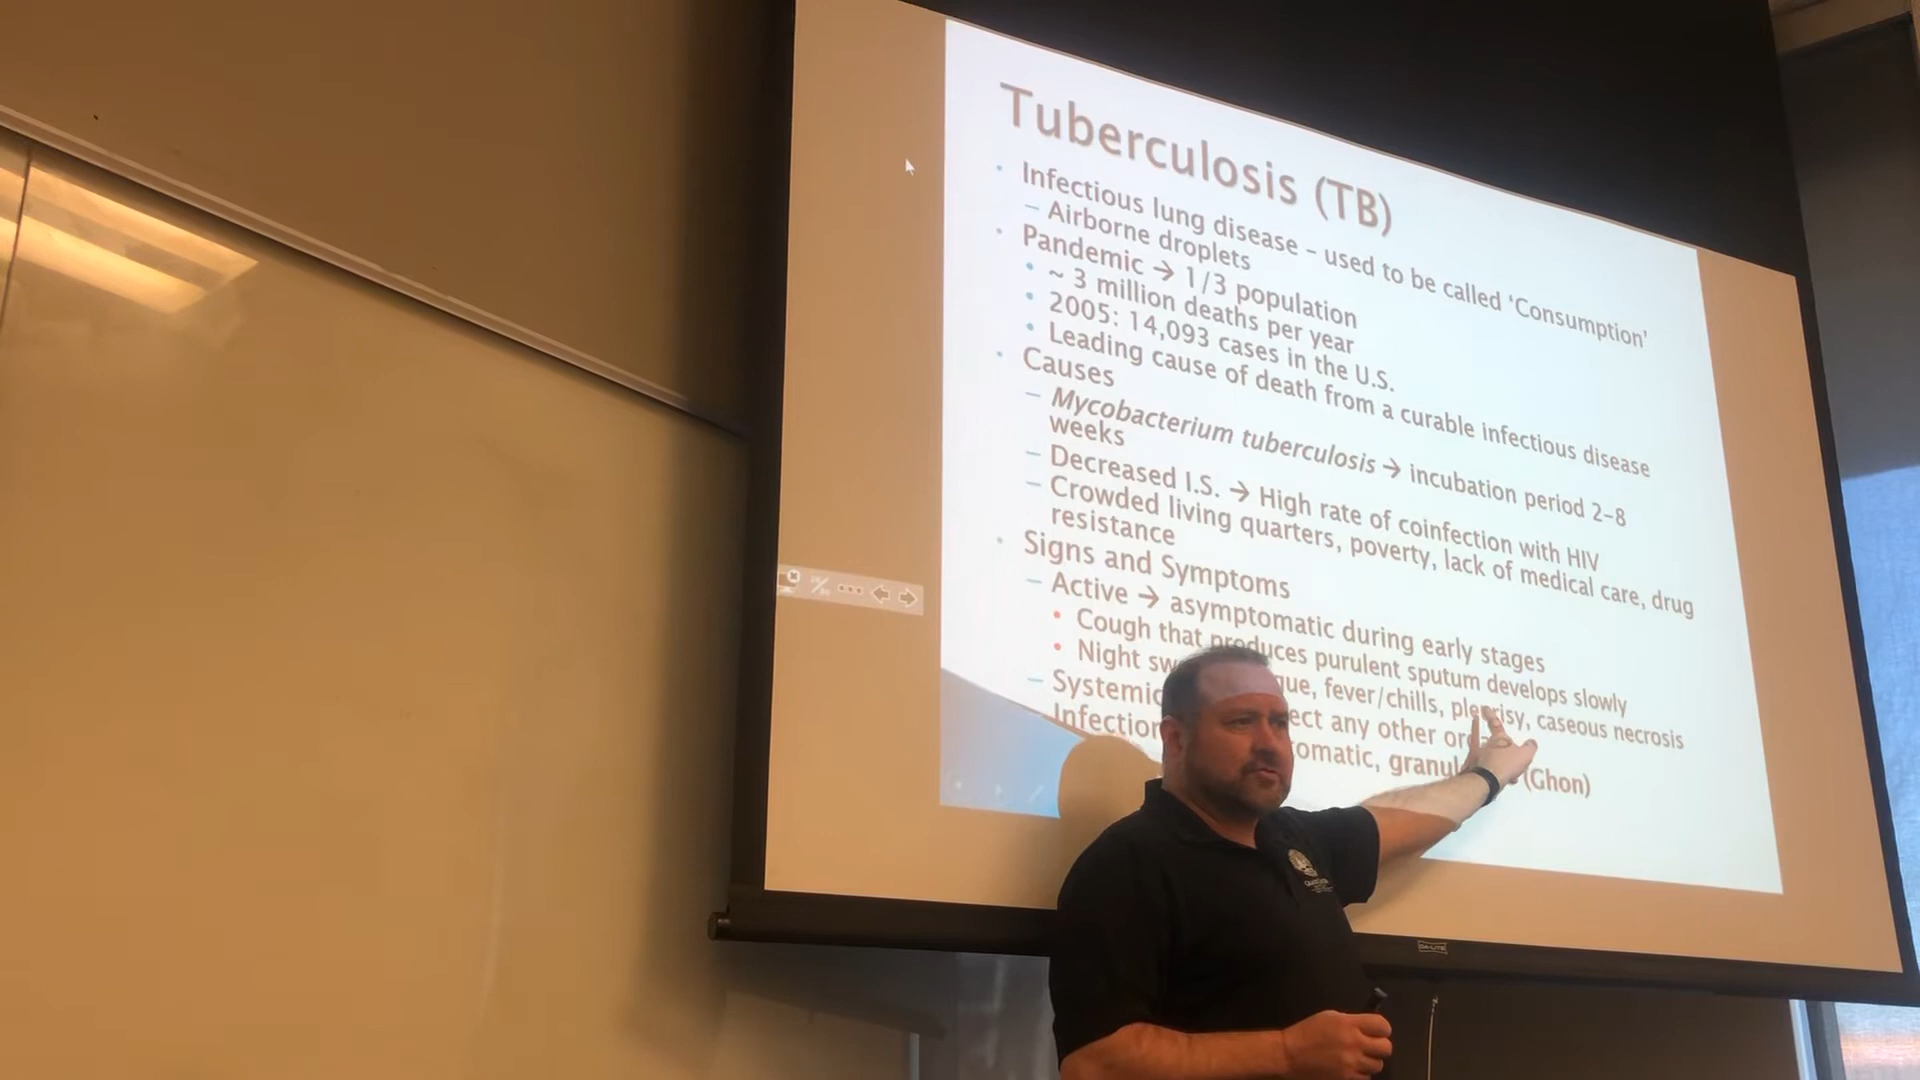 Tuberculosis (TB)
Infectious lung disease – used to be called ‘Consumption’
– Airborne droplets
Pandemic → 1/3 population
~ 3 million deaths per year
2005: 14,093 cases in the U.S.
Leading cause of death from a curable infectious disease
Causes
– Mycobacterium tuberculosis → incubation period 2–8
weeks
– Decreased I.S. → High rate of coinfection with HIV
– Crowded living quarters, poverty, lack of medical care, drug
resistance
Signs and Symptoms
– Active → asymptomatic during early stages
Cough that produces purulent sputum develops slowly
Night fever/chills, pleurisy, caseous necrosis
– Systemic any other
Infection (Ghon)
DA-LITE